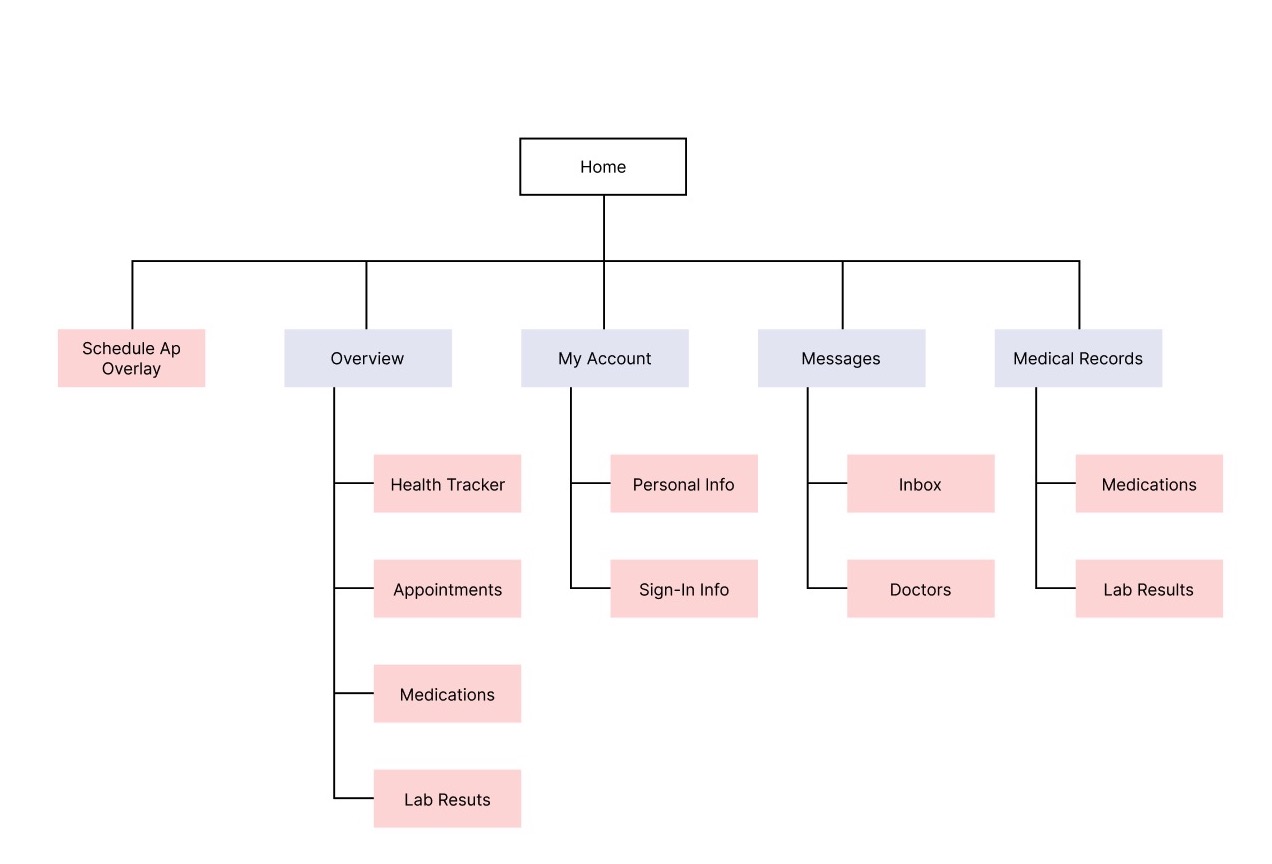 Home
Schedule Ap
Overlay
Overview
My Account
Messages
Medical Records
Health Tracker
Personal Info
Inbox
Medications
Appointments
Sign-In Info
Doctors
Lab Results
Medications
Lab Resuts